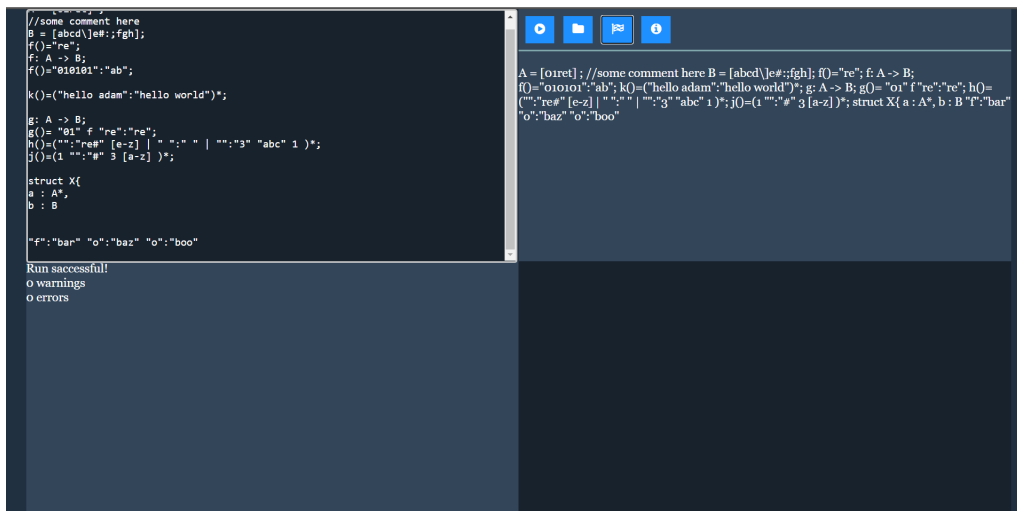 //some comment here
B = [abcd\]e#:;fgh];
f()="re";
f: A -> B;
f()="010101":"ab";
k()=("hello adam":"hello world")*;
g: A -> B;
g()= "01" f "re":"re";
h()=("":"re#" [e-z] | " ":" " | "":"3" "abc" 1 )*;
j()=(1 "":"#" 3 [a-z] )*;
struct X{
a : A*,
b : B
"f":"bar" "o":"baz" "o":"boo"
A = [01ret] ; //some comment here B = [abcd\]e#:;fgh]; f()="re"; f: A -> B;
f()="010101":"ab"; k()=("hello adam":"hello world")*; g: A -> B; g()= "01" f "re":"re"; h()=
("":"re#" [e-z] | " ":" " | "":"3" "abc" 1 )*; j()=(1 "":"#" 3 [a-z] )*; struct X{ a : A*, b : B "f":"bar"
"o":"baz" "o":"boo"
Run saccessful!
0 warnings
0 errors